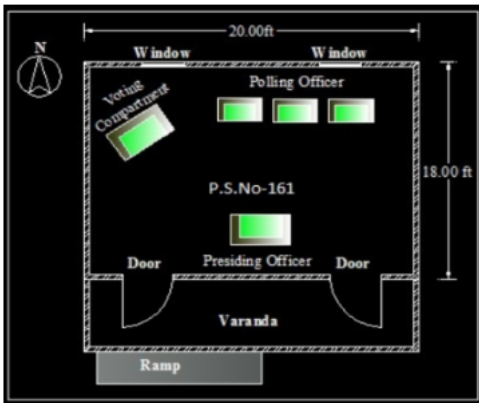 20.00ft
N
Window
Window
Voting
Compartment
Polling Officer
18.00 ft
P.S.No-161
Door
Presiding Officer
Door
Varanda
Ramp